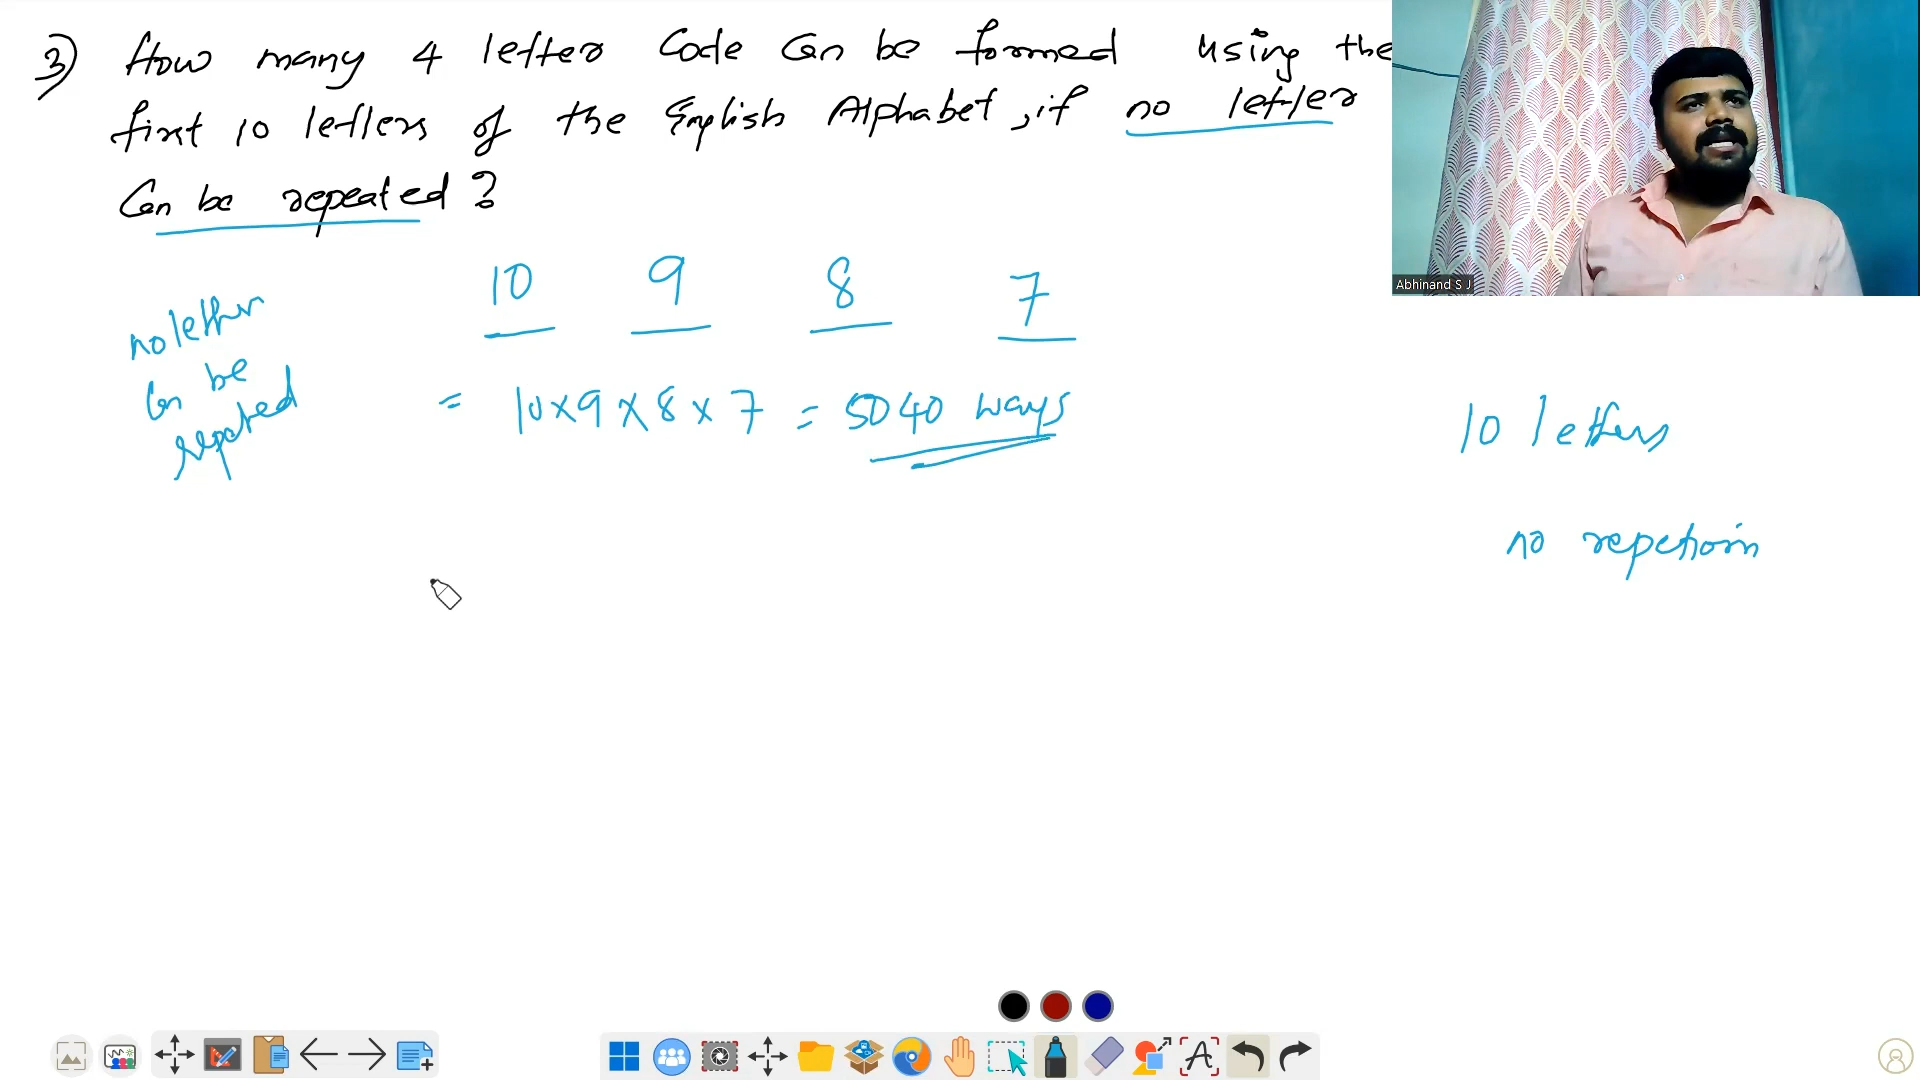 3) How many 4 letter Code Can be formed using the
first 10 letters of the English Alphabet, if no letter
Can be repeated?
Abhinand S J
10 9 8 7
no letter
Can be
repeated
= 10×9×8×7 = 5040 ways
10 letters
no repetition